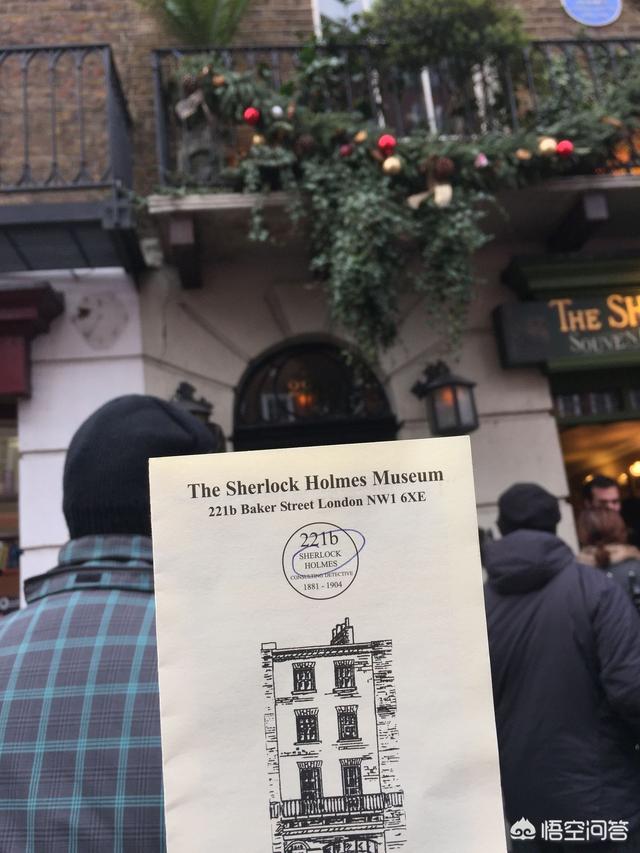 THE SH
SOUVEN
The Sherlock Holmes Museum
221b Baker Street London NW1 6XE
221b
SHERLOCK
HOLMES
CONSULTING DETECTIVE
1881 - 1904
悟空问答